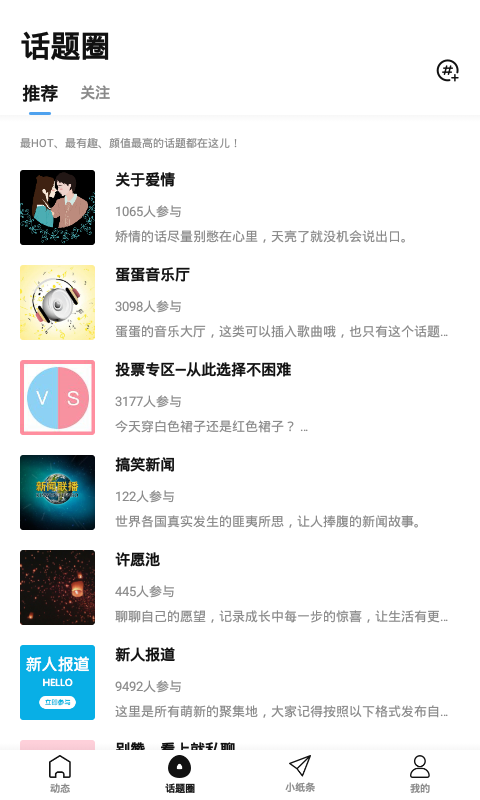 话题圈
推荐 关注
最HOT、最有趣、颜值最高的话题都在这儿！
关于爱情
1065人参与
矫情的话尽量别憋在心里，天亮了就没机会说出口。
蛋蛋音乐厅
3098人参与
蛋蛋的音乐大厅，这类可以插入歌曲哦，也只有这个话题...
VS
投票专区—从此选择不困难
3177人参与
今天穿白色裙子还是红色裙子？ ...
新闻联播
搞笑新闻
122人参与
世界各国真实发生的匪夷所思，让人捧腹的新闻故事。
许愿池
445人参与
聊聊自己的愿望，记录成长中每一步的惊喜，让生活有更...
新人报道
HELLO
立即参与
新人报道
9492人参与
这里是所有萌新的聚集地，大家记得按照以下格式发布自...
别赞，看上就私聊
动态 话题圈 小纸条 我的